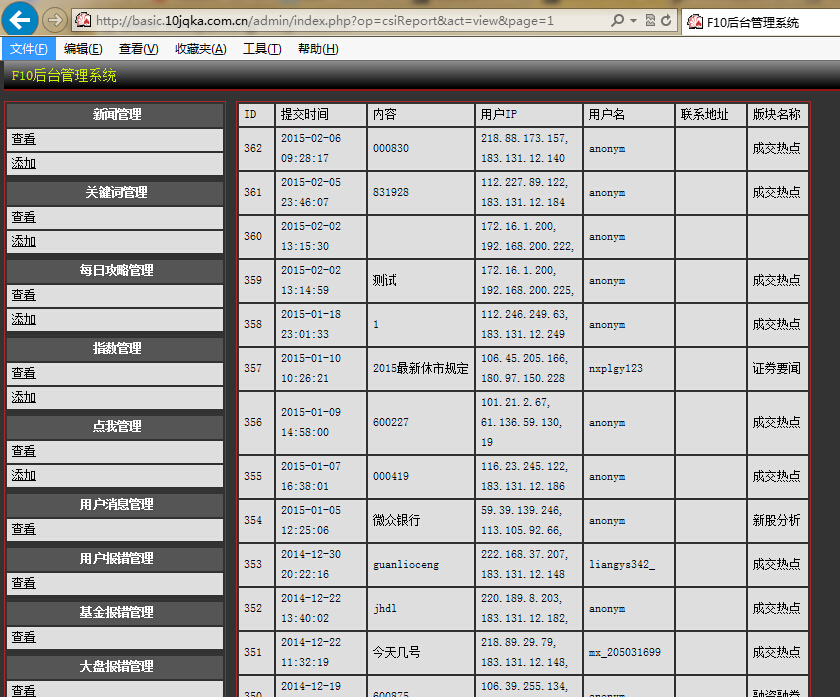 http://basic.10jqka.com.cn/admin/index.php?op=csiReport&act=view&page=1
F10后台管理系统
文件(F) 编辑(E) 查看(V) 收藏夹(A) 工具(T) 帮助(H)
F10后台管理系统
新闻管理
查看
添加
关键词管理
查看
添加
每日攻略管理
查看
添加
指数管理
查看
添加
点我管理
查看
添加
用户消息管理
查看
用户报错管理
查看
基金报错管理
查看
大盘报错管理
查看
ID 提交时间 内容 用户IP 用户名 联系地址 版块名称
362 2015-02-06 09:28:17 000830 218.88.173.157, 183.131.12.140 anonym 成交热点
361 2015-02-05 23:46:07 831928 112.227.89.122, 183.131.12.184 anonym 成交热点
360 2015-02-02 13:15:30 172.16.1.200, 192.168.200.222, anonym
359 2015-02-02 13:14:59 测试 172.16.1.200, 192.168.200.225, anonym 成交热点
358 2015-01-18 23:01:33 1 112.246.249.63, 183.131.12.249 anonym 成交热点
357 2015-01-10 10:26:21 2015最新休市规定 106.45.205.166, 180.97.150.228 nxplgy123 证券要闻
356 2015-01-09 14:58:00 600227 101.21.2.67, 61.136.59.130, 19 anonym 成交热点
355 2015-01-07 16:38:01 000419 116.23.245.122, 183.131.12.186 anonym 成交热点
354 2015-01-05 12:25:06 微众银行 59.39.139.246, 113.105.92.66, anonym 新股分析
353 2014-12-30 20:22:16 guanlioceng 222.168.37.207, 183.131.12.148 liangys342_ 成交热点
352 2014-12-22 13:40:02 jhdl 220.189.8.203, 183.131.12.182, anonym 成交热点
351 2014-12-22 11:32:19 今天几号 218.89.29.79, 183.131.12.148, mx_205031699 成交热点
350 2014-12-19 600875 106.39.255.134, anonym 融资融券